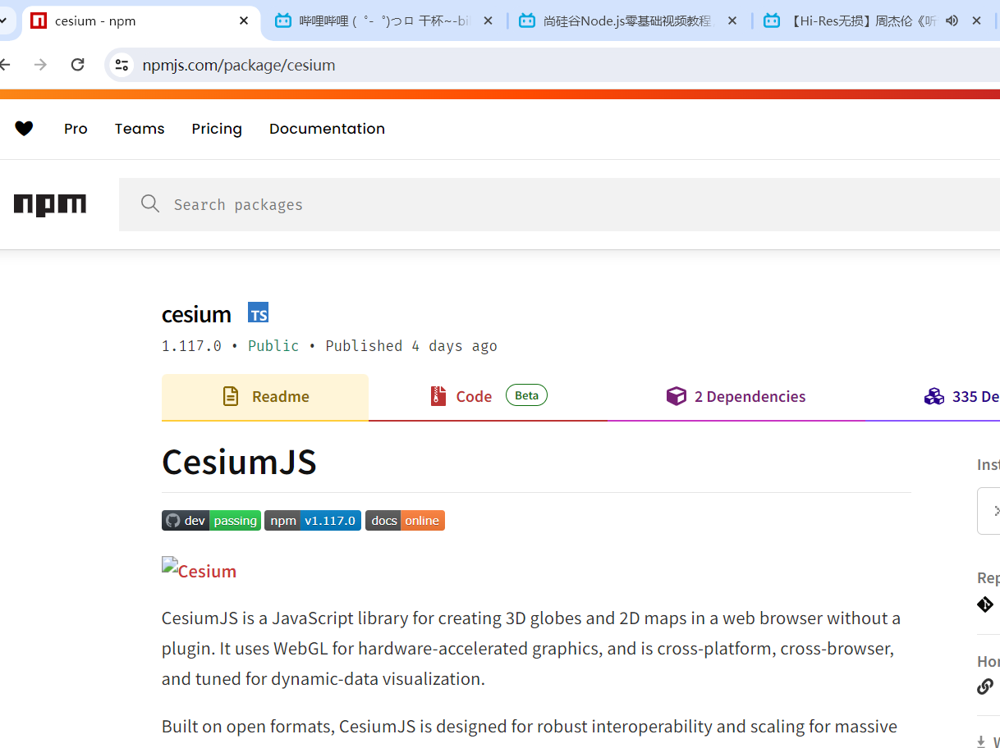 cesium - npm
哔哩哔哩 (゜-゜)つロ 干杯~-bi
尚硅谷Node.js零基础视频教程
【Hi-Res无损】周杰伦《听
npmjs.com/package/cesium
Pro Teams Pricing Documentation
npm
Search packages
cesium TS
1.117.0 • Public • Published 4 days ago
Readme
Code Beta
2 Dependencies
335 De
CesiumJS
Inst
dev passing npm v1.117.0 docs online
Cesium
Rep
CesiumJS is a JavaScript library for creating 3D globes and 2D maps in a web browser without a
plugin. It uses WebGL for hardware-accelerated graphics, and is cross-platform, cross-browser,
and tuned for dynamic-data visualization.
Hor
Built on open formats, CesiumJS is designed for robust interoperability and scaling for massive